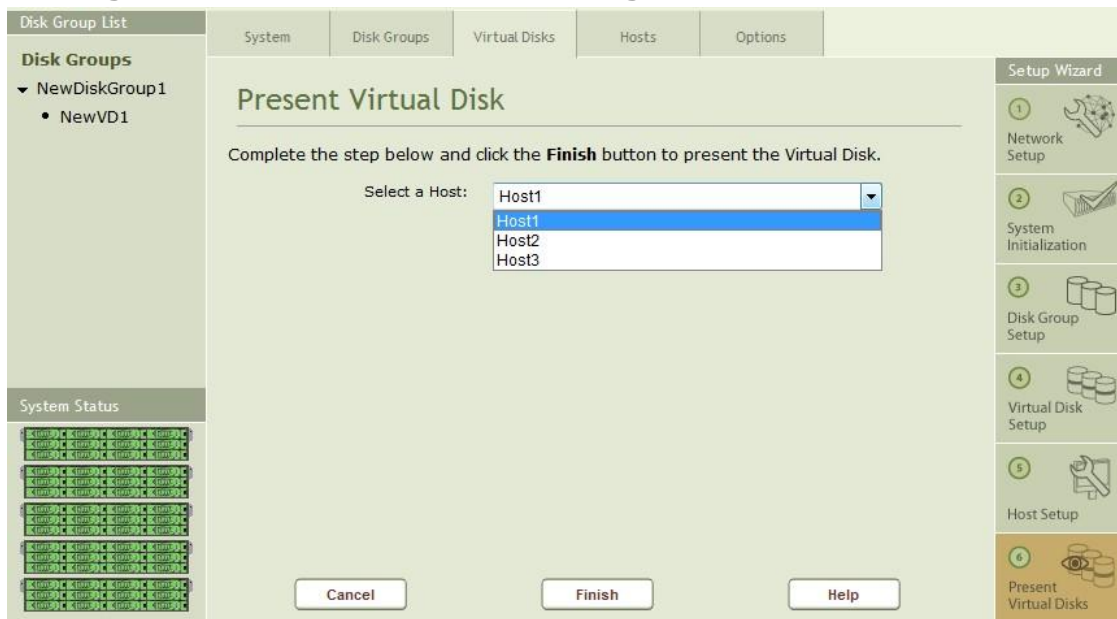 Disk Group List
Disk Groups
NewDiskGroup1
NewVD1
System Status
System
Disk Groups
Virtual Disks
Hosts
Options
Present Virtual Disk
Complete the step below and click the Finish button to present the Virtual Disk.
Select a Host:
Host1
Host1
Host2
Host3
Cancel
Finish
Help
Setup Wizard
1
Network
Setup
2
System
Initialization
3
Disk Group
Setup
4
Virtual Disk
Setup
5
Host Setup
6
Present
Virtual Disks